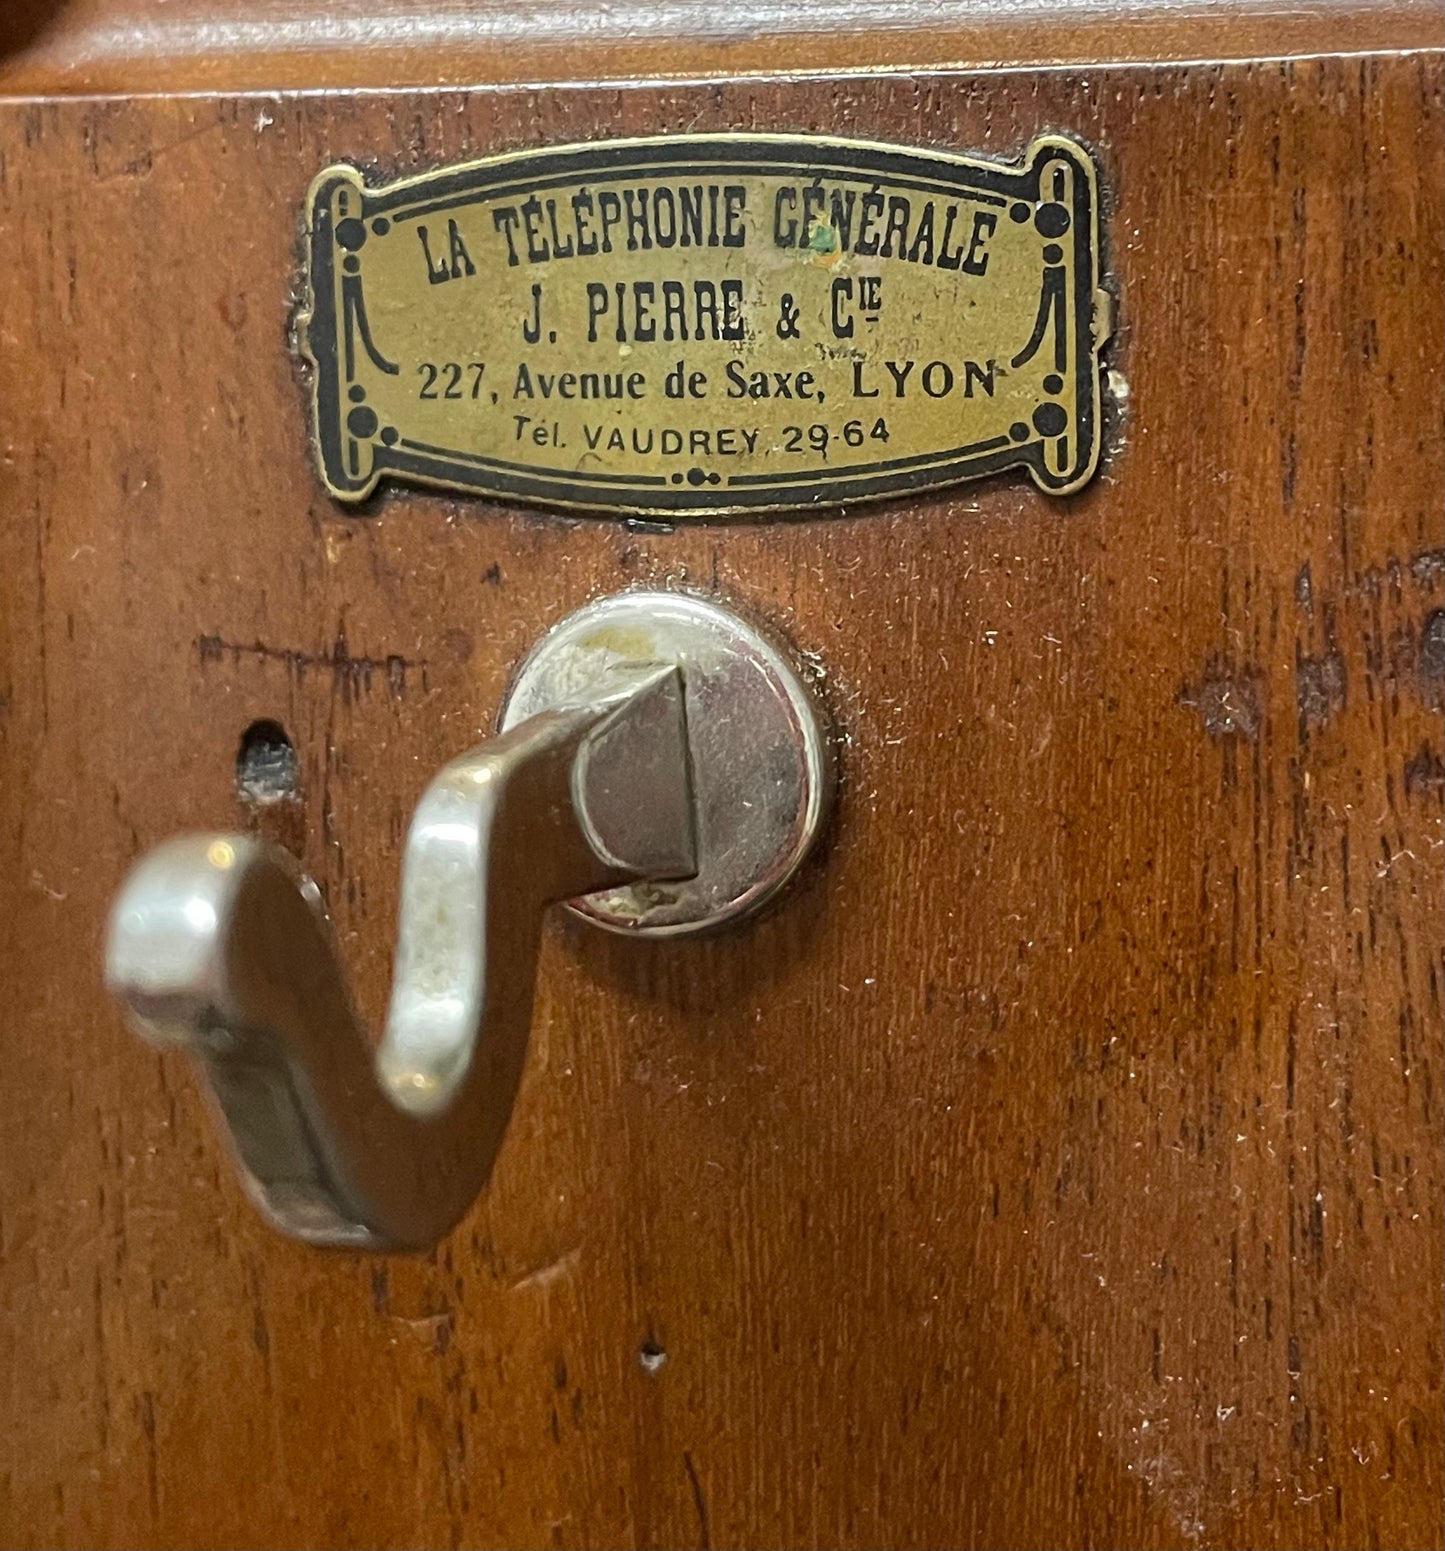 LA TÉLÉPHONIE GÉNÉRALE
J. PIERRE & CIE
227, Avenue de Saxe, LYON
Tél. VAUDREY, 29-64